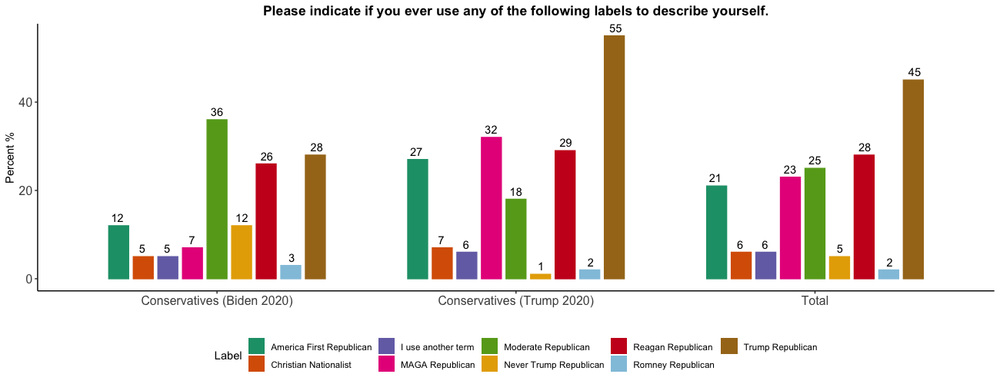 Please indicate if you ever use any of the following labels to describe yourself.
Percent %
40
20
0
12
5
5
7
36
12
26
3
28
27
7
6
32
18
1
29
2
55
21
6
6
23
25
5
28
2
45
Conservatives (Biden 2020)
Conservatives (Trump 2020)
Total
Label
America First Republican
Christian Nationalist
I use another term
MAGA Republican
Moderate Republican
Never Trump Republican
Reagan Republican
Romney Republican
Trump Republican